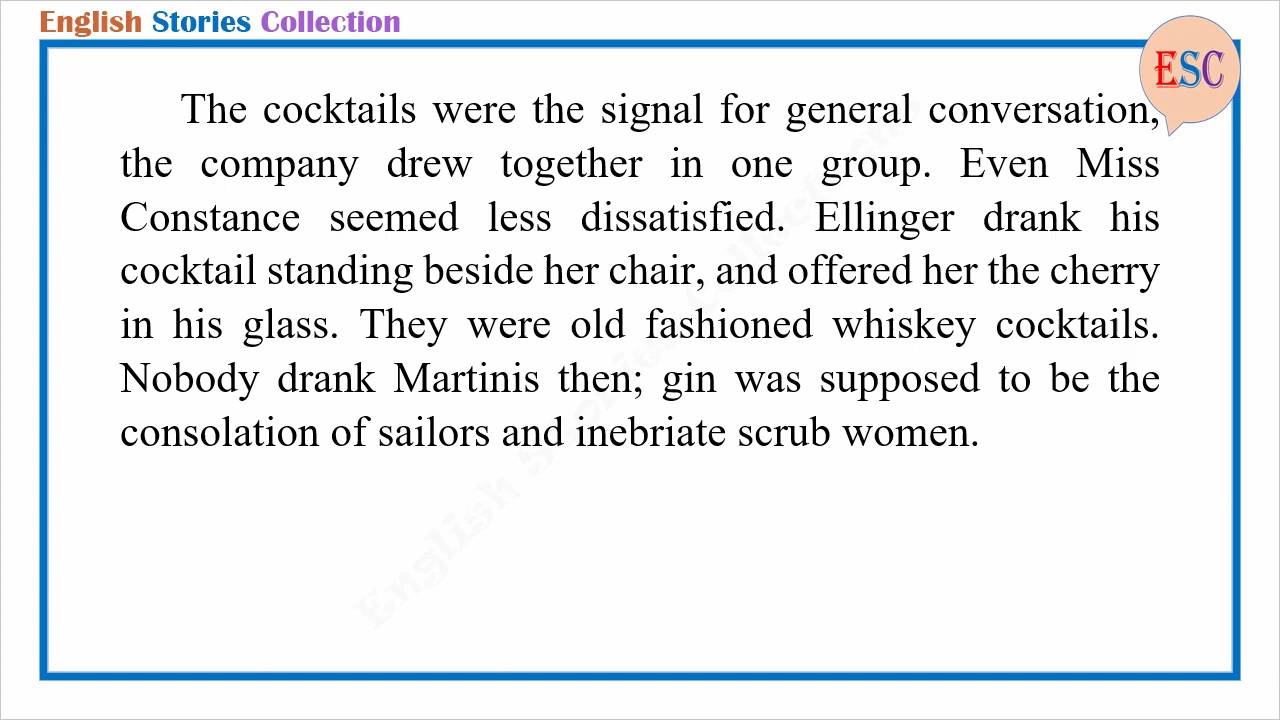 English Stories Collection
ESC
The cocktails were the signal for general conversation,
the company drew together in one group. Even Miss
Constance seemed less dissatisfied. Ellinger drank his
cocktail standing beside her chair, and offered her the cherry
in his glass. They were old fashioned whiskey cocktails.
Nobody drank Martinis then; gin was supposed to be the
consolation of sailors and inebriate scrub women.
English Stories Collection